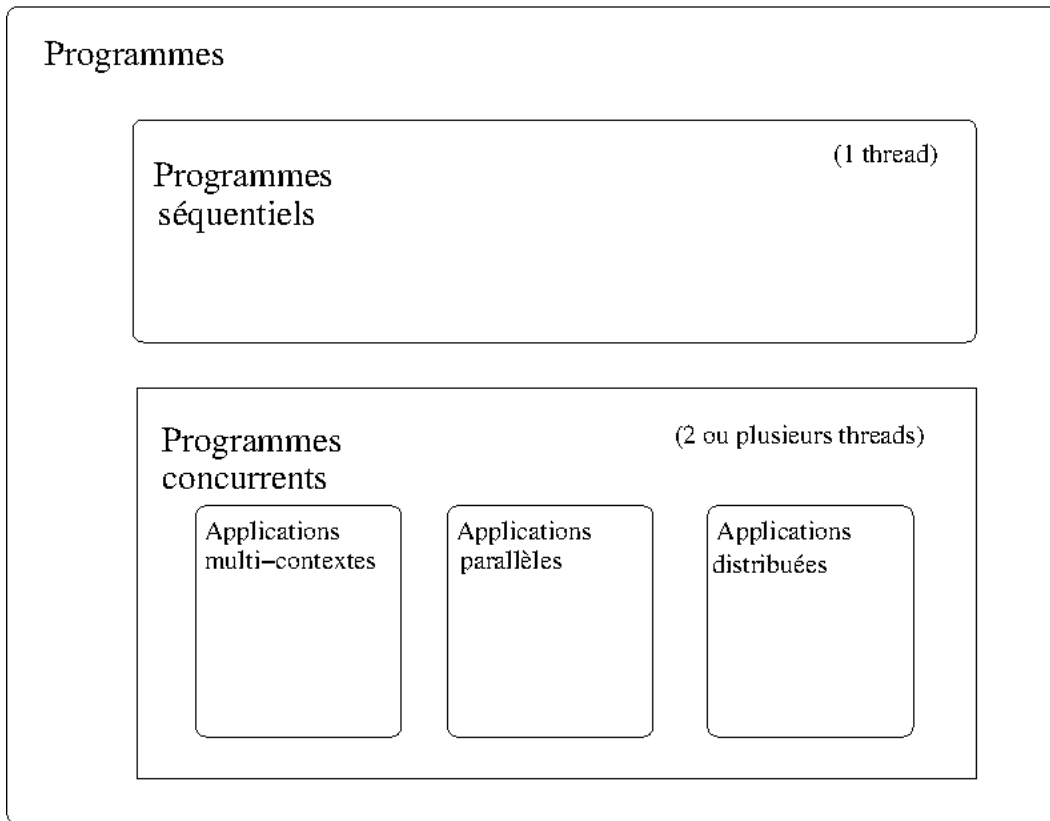 Programmes
(1 thread)
Programmes
séquentiels
Programmes
concurrents
(2 ou plusieurs threads)
Applications
multi−contextes
Applications
parallèles
Applications
distribuées